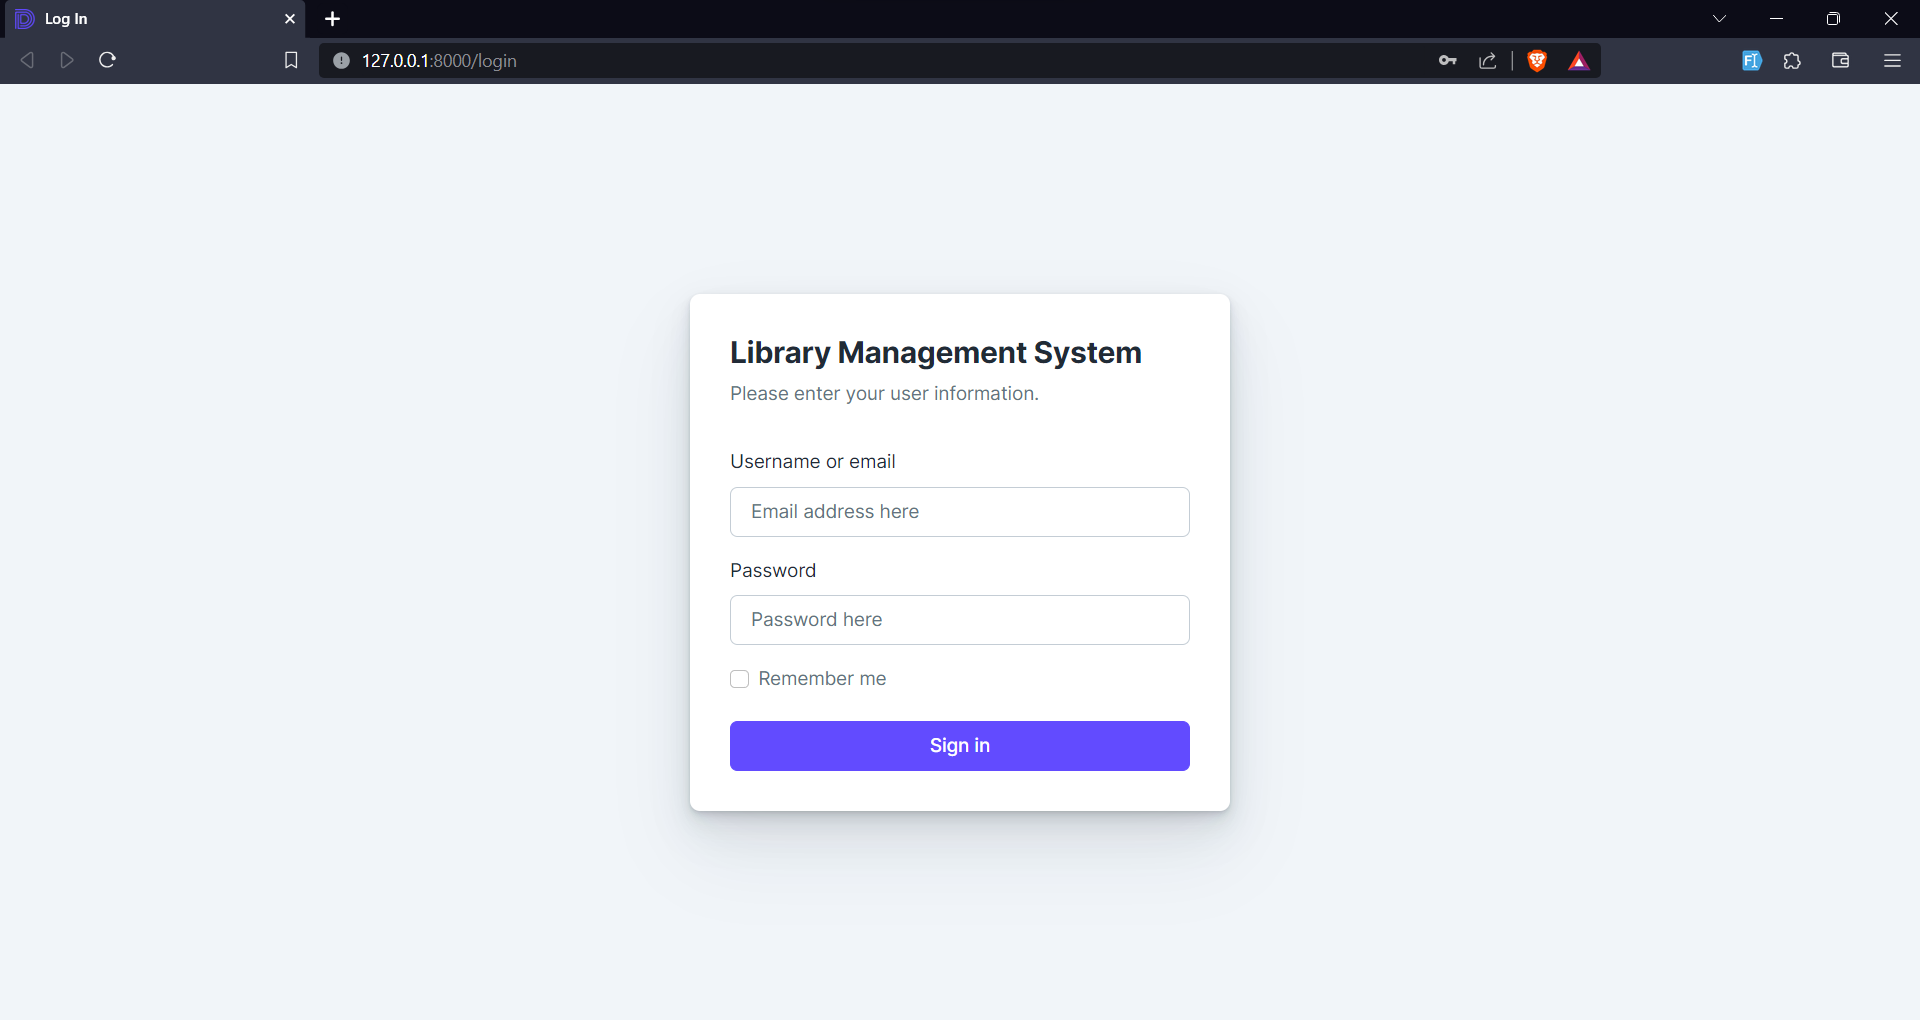 Log In
127.0.0.1:8000/login
Library Management System
Please enter your user information.
Username or email
Email address here
Password
Password here
Remember me
Sign in